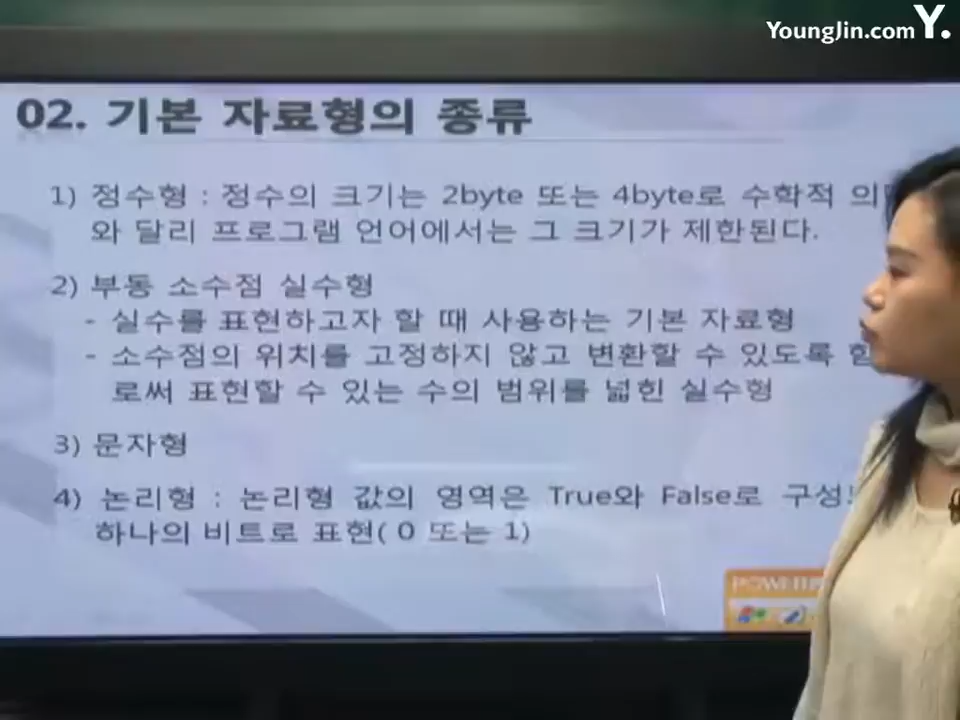 YoungJin.com Y.
02. 기본 자료형의 종류
1) 정수형 : 정수의 크기는 2byte 또는 4byte로 수학적
와 달리 프로그램 언어에서는 그 크기가 제한된다.
2) 부동 소수점 실수형
- 실수를 표현하고자 할 때 사용하는 기본 자료형
- 소수점의 위치를 고정하지 않고 변환할 수 있도록
로써 표현할 수 있는 수의 범위를 넓힌 실수형
3) 문자형
4) 논리형 : 논리형 값의 영역은 True와 False로
하나의 비트로 표현( 0 또는 1)